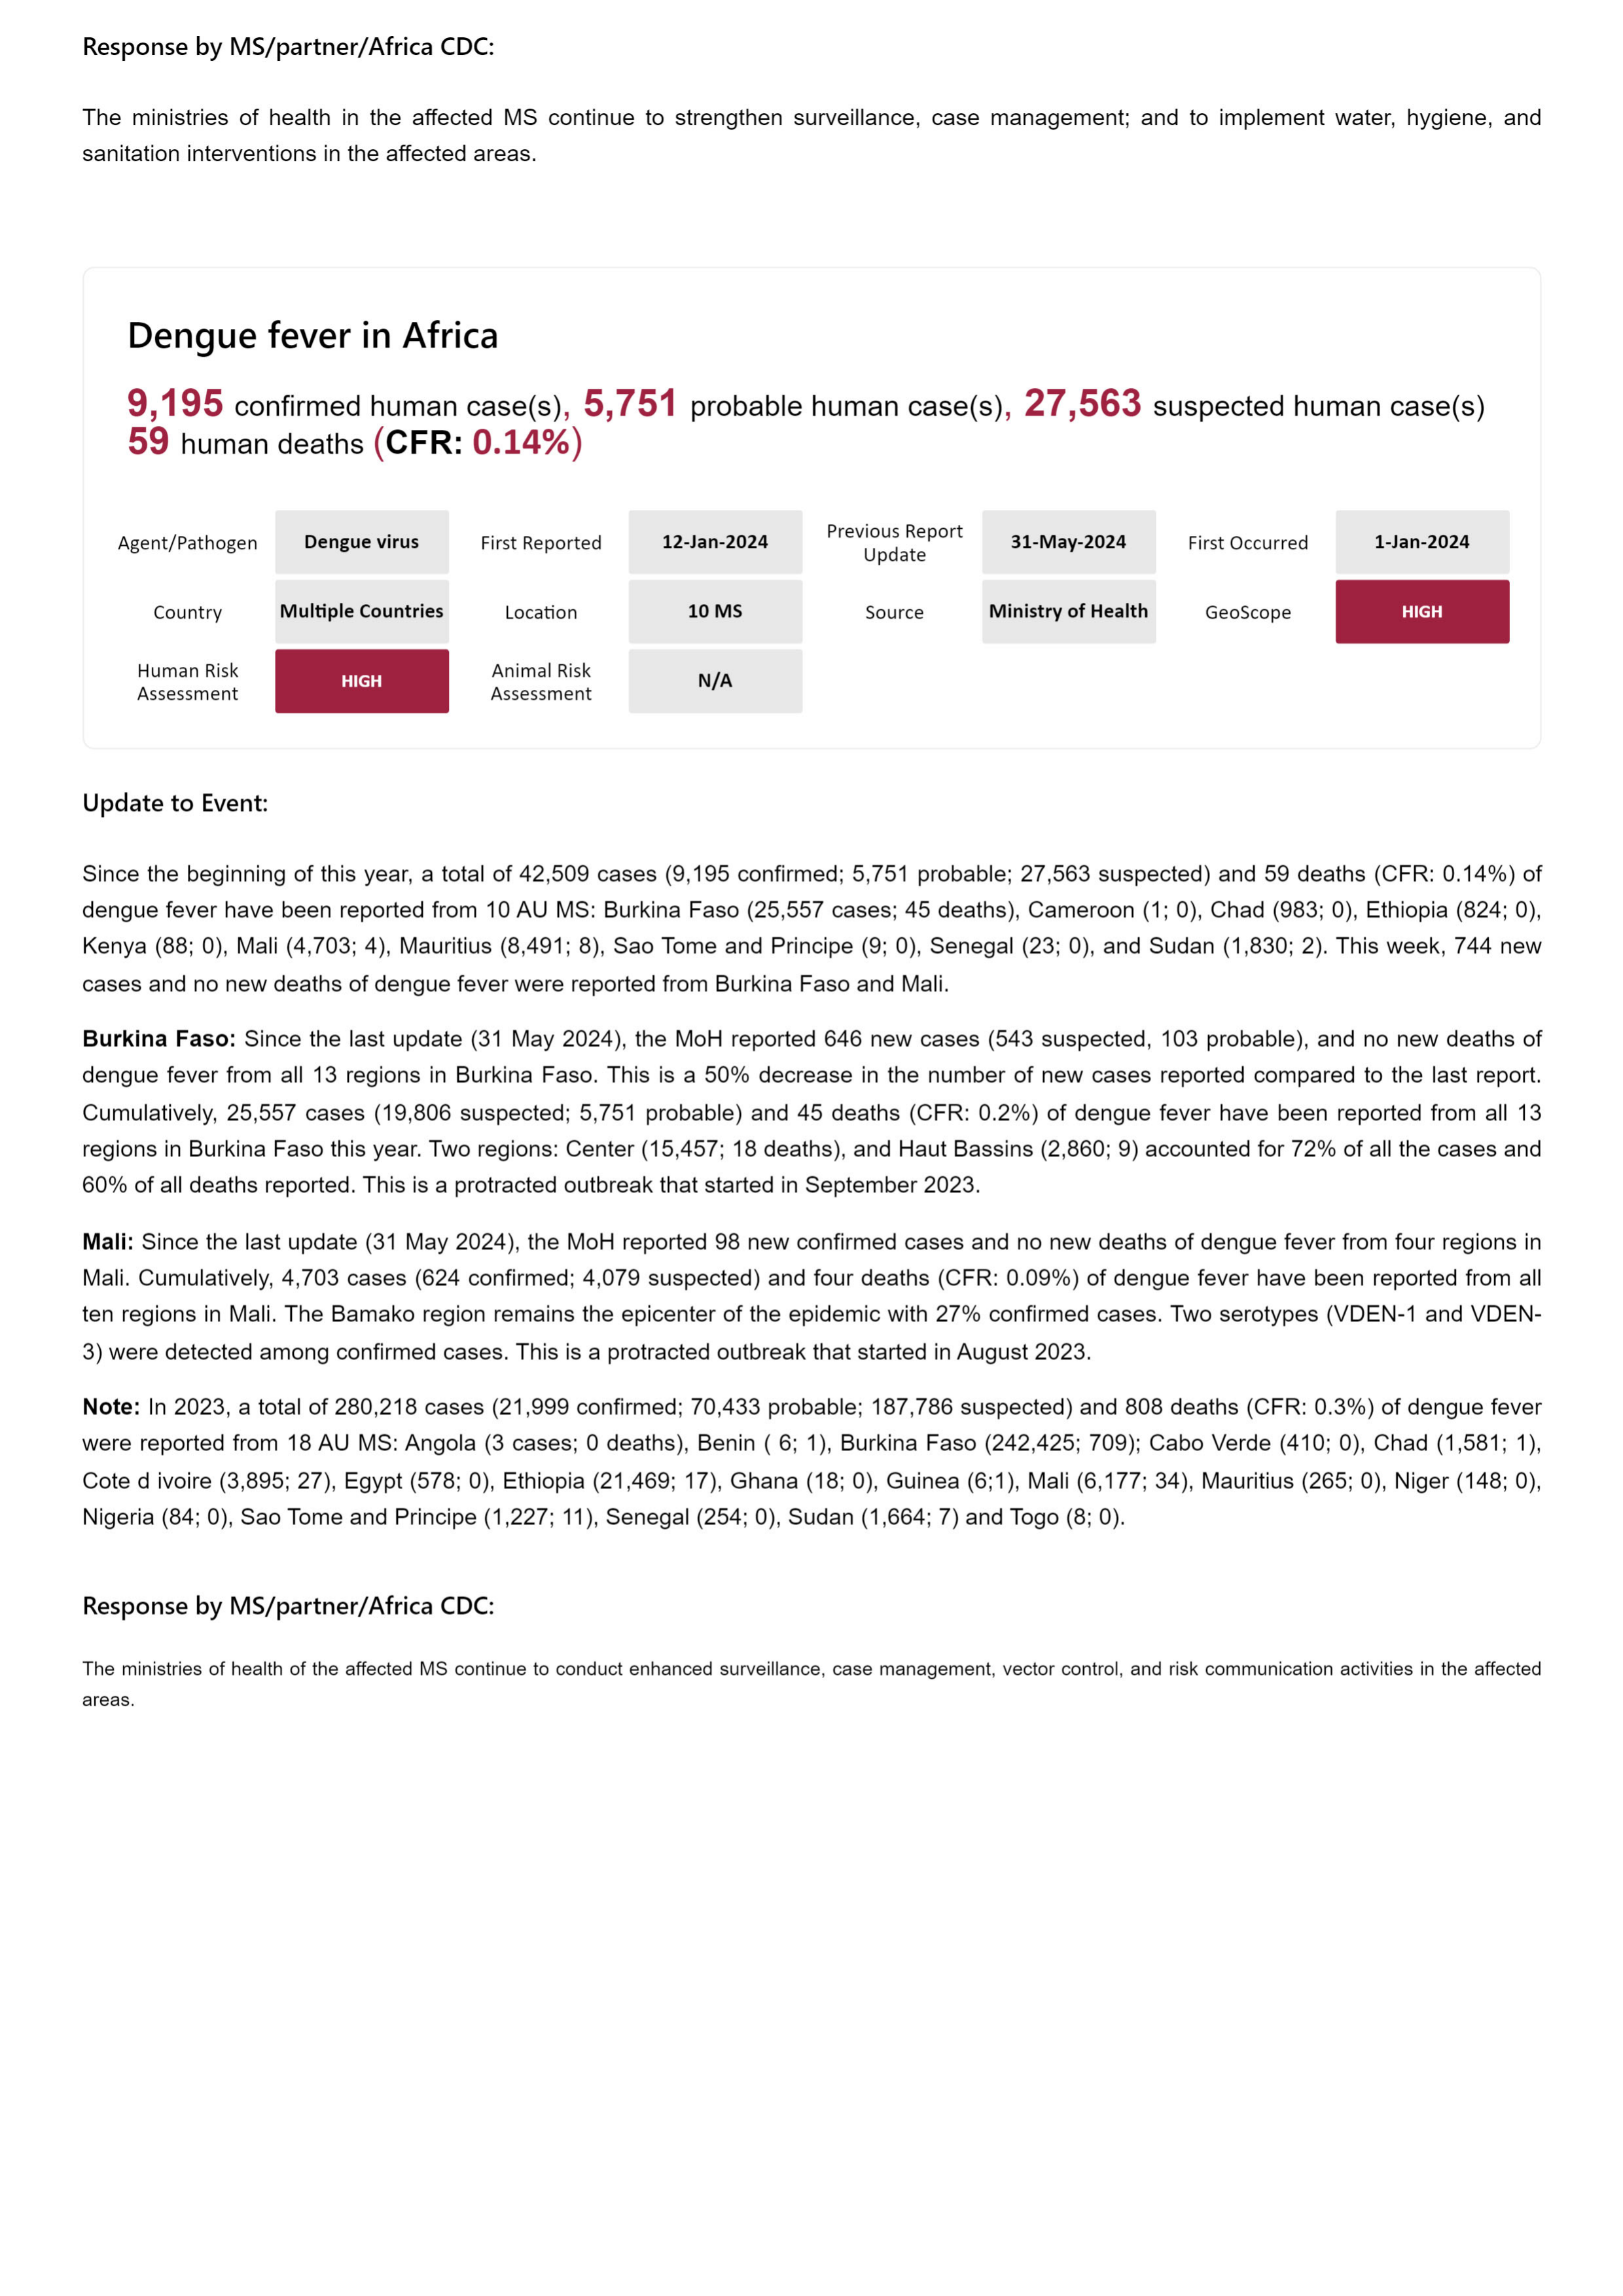 Response by MS/partner/Africa CDC:
The ministries of health in the affected MS continue to strengthen surveillance, case management; and to implement water, hygiene, and
sanitation interventions in the affected areas.
Dengue fever in Africa
9,195 confirmed human case(s), 5,751 probable human case(s), 27,563 suspected human case(s)
59 human deaths (CFR: 0.14%)
Agent/Pathogen Dengue virus First Reported 12-Jan-2024 Previous Report Update 31-May-2024 First Occurred 1-Jan-2024
Country Multiple Countries Location 10 MS Source Ministry of Health GeoScope HIGH
Human Risk Assessment HIGH Animal Risk Assessment N/A
Update to Event:
Since the beginning of this year, a total of 42,509 cases (9,195 confirmed; 5,751 probable; 27,563 suspected) and 59 deaths (CFR: 0.14%) of
dengue fever have been reported from 10 AU MS: Burkina Faso (25,557 cases; 45 deaths), Cameroon (1; 0), Chad (983; 0), Ethiopia (824; 0),
Kenya (88; 0), Mali (4,703; 4), Mauritius (8,491; 8), Sao Tome and Principe (9; 0), Senegal (23; 0), and Sudan (1,830; 2). This week, 744 new
cases and no new deaths of dengue fever were reported from Burkina Faso and Mali.
Burkina Faso: Since the last update (31 May 2024), the MoH reported 646 new cases (543 suspected, 103 probable), and no new deaths of
dengue fever from all 13 regions in Burkina Faso. This is a 50% decrease in the number of new cases reported compared to the last report.
Cumulatively, 25,557 cases (19,806 suspected; 5,751 probable) and 45 deaths (CFR: 0.2%) of dengue fever have been reported from all 13
regions in Burkina Faso this year. Two regions: Center (15,457; 18 deaths), and Haut Bassins (2,860; 9) accounted for 72% of all the cases and
60% of all deaths reported. This is a protracted outbreak that started in September 2023.
Mali: Since the last update (31 May 2024), the MoH reported 98 new confirmed cases and no new deaths of dengue fever from four regions in
Mali. Cumulatively, 4,703 cases (624 confirmed; 4,079 suspected) and four deaths (CFR: 0.09%) of dengue fever have been reported from all
ten regions in Mali. The Bamako region remains the epicenter of the epidemic with 27% confirmed cases. Two serotypes (VDEN-1 and VDEN-
3) were detected among confirmed cases. This is a protracted outbreak that started in August 2023.
Note: In 2023, a total of 280,218 cases (21,999 confirmed; 70,433 probable; 187,786 suspected) and 808 deaths (CFR: 0.3%) of dengue fever
were reported from 18 AU MS: Angola (3 cases; 0 deaths), Benin ( 6; 1), Burkina Faso (242,425; 709); Cabo Verde (410; 0), Chad (1,581; 1),
Cote d ivoire (3,895; 27), Egypt (578; 0), Ethiopia (21,469; 17), Ghana (18; 0), Guinea (6;1), Mali (6,177; 34), Mauritius (265; 0), Niger (148; 0),
Nigeria (84; 0), Sao Tome and Principe (1,227; 11), Senegal (254; 0), Sudan (1,664; 7) and Togo (8; 0).
Response by MS/partner/Africa CDC:
The ministries of health of the affected MS continue to conduct enhanced surveillance, case management, vector control, and risk communication activities in the affected
areas.